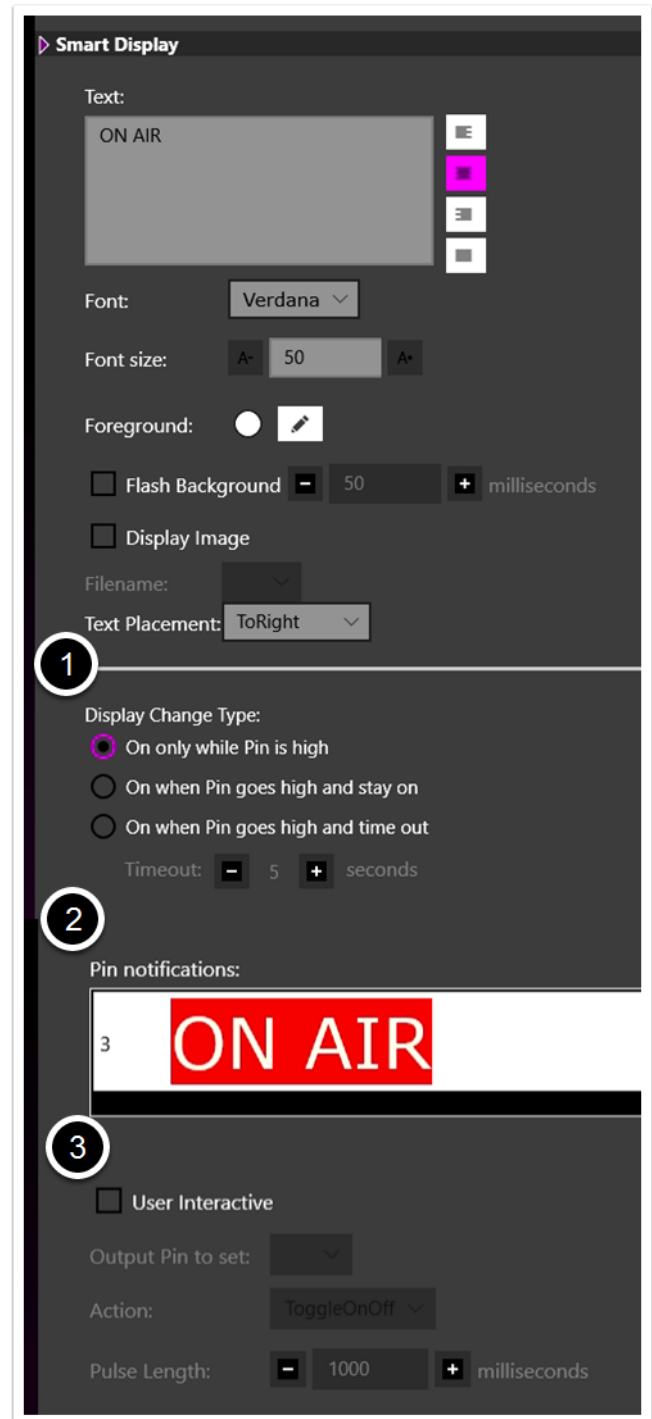 Smart Display
Text:
ON AIR
Font: Verdana
Font size: A- 50 A+
Foreground:
Flash Background - 50 + milliseconds
Display Image
Filename:
Text Placement: ToRight
1
Display Change Type:
On only while Pin is high
On when Pin goes high and stay on
On when Pin goes high and time out
Timeout: - 5 + seconds
2
Pin notifications:
3 ON AIR
3
User Interactive
Output Pin to set:
Action: ToggleOnOff
Pulse Length: - 1000 + milliseconds